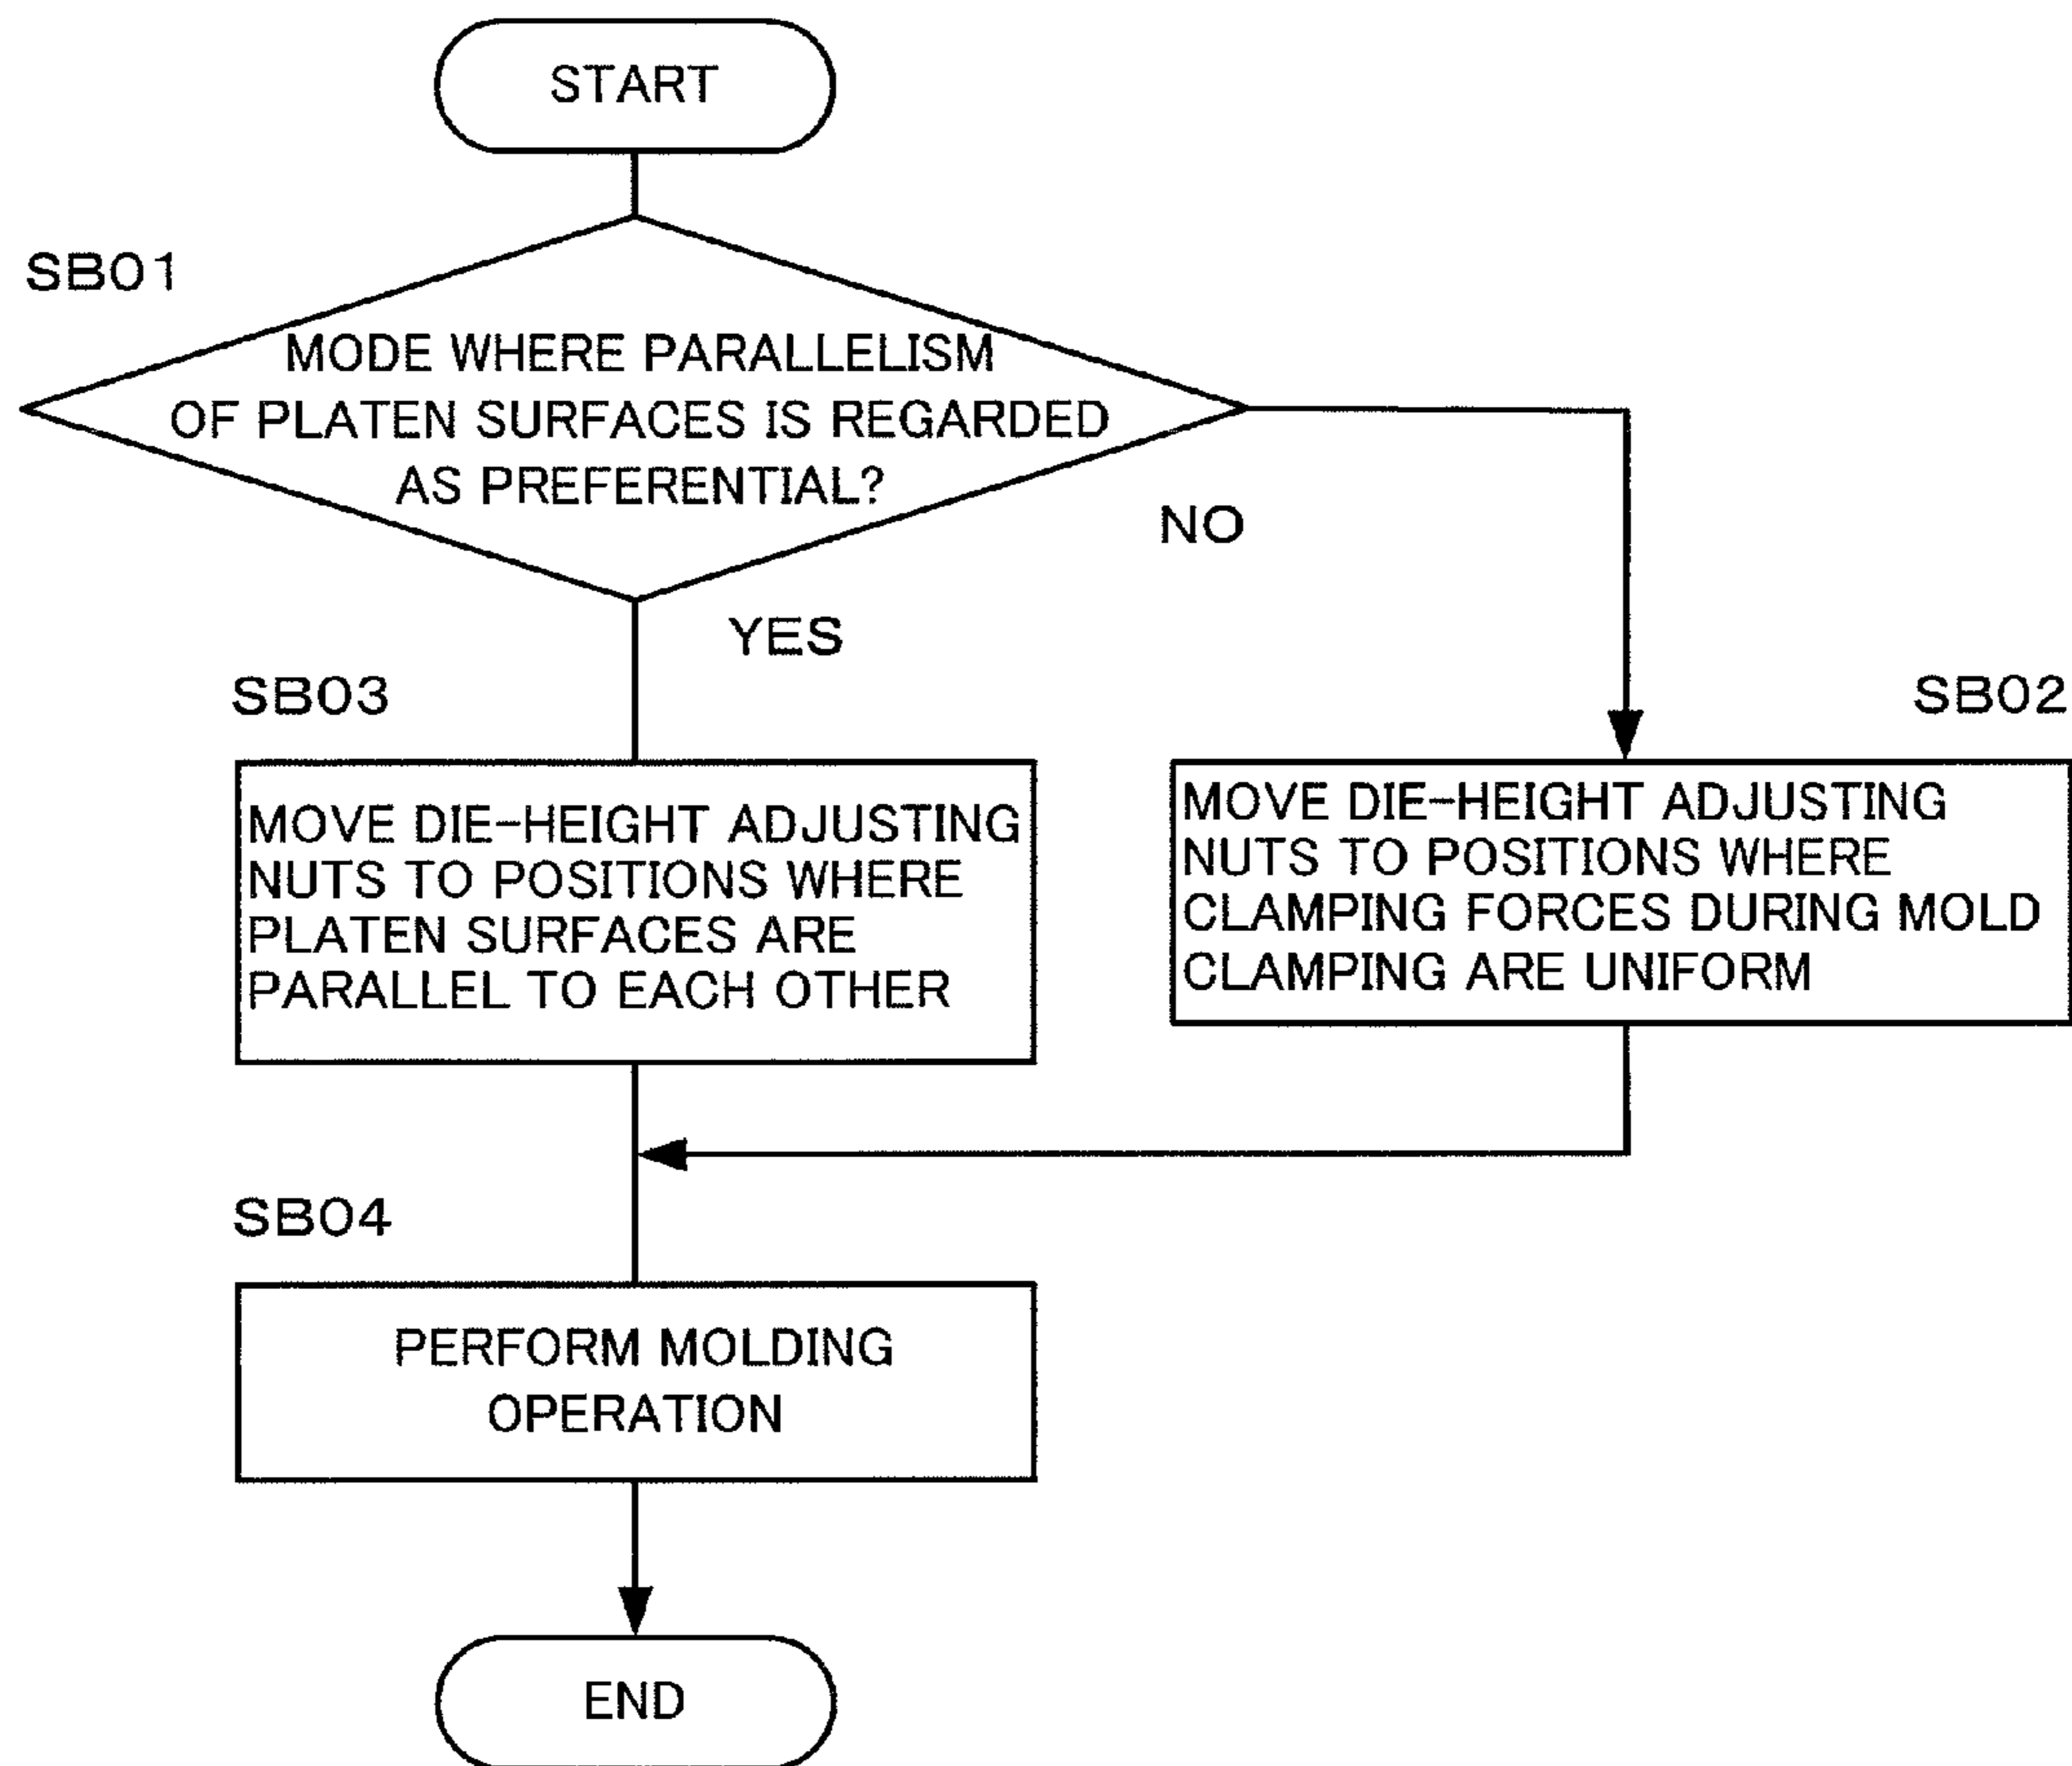 START
SB01
MODE WHERE PARALLELISM
OF PLATEN SURFACES IS REGARDED
AS PREFERENTIAL?
NO
YES
SB03
MOVE DIE-HEIGHT ADJUSTING
NUTS TO POSITIONS WHERE
PLATEN SURFACES ARE
PARALLEL TO EACH OTHER
SB02
MOVE DIE-HEIGHT ADJUSTING
NUTS TO POSITIONS WHERE
CLAMPING FORCES DURING MOLD
CLAMPING ARE UNIFORM
SB04
PERFORM MOLDING
OPERATION
END